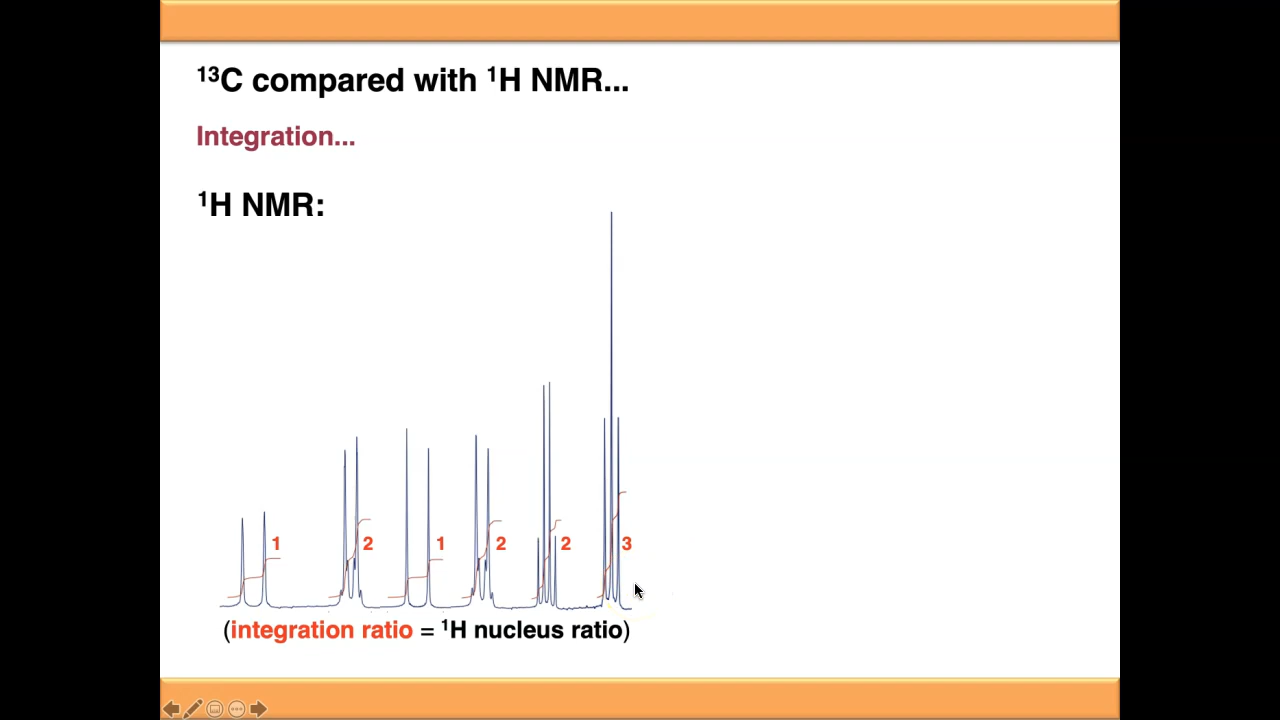 ¹³C compared with ¹H NMR...
Integration...
¹H NMR:
1 2 1 2 2 3
(integration ratio = ¹H nucleus ratio)